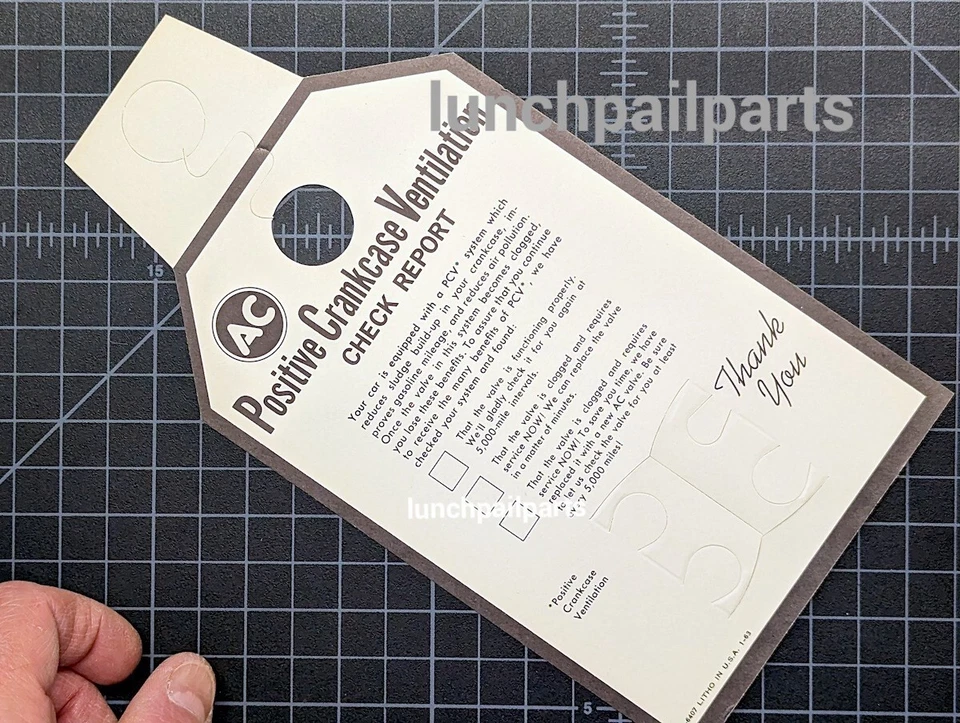 lunchpailparts
AC
Positive Crankcase Ventilation
CHECK REPORT
Your car is equipped with a PCV* system which
reduces sludge build-up in your crankcase, im-
proves gasoline mileage, and reduces air pollution.
Once the valve in this system becomes clogged,
you lose these benefits. To assure that you continue
to receive the many benefits of PCV* we have
checked your system and found:
That the valve is functioning properly.
We'll gladly check it for you again at
5,000-mile intervals.
That the valve is clogged and requires
service NOW! We can replace the valve
in a matter of minutes.
That the valve is clogged and requires
service NOW! To save you time, we have
replaced it with a new AC valve. Be sure
to let us check the valve for you at least
5,000 miles!
lunchpailparts
Thank
You
*Positive
Crankcase
Ventilation
6407 LITHO IN U.S.A. 1-63
15
5